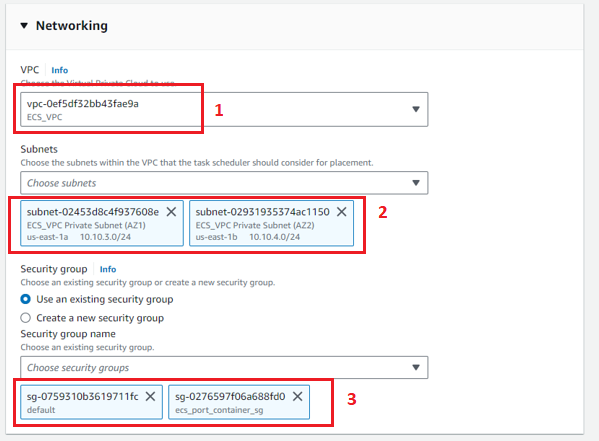 Networking
VPC Info
Choose the Virtual Private Cloud to use.
vpc-0ef5df32bb43fae9a
ECS_VPC
1
Subnets
Choose the subnets within the VPC that the task scheduler should consider for placement.
Choose subnets
subnet-02453d8c4f937608e
ECS_VPC Private Subnet (AZ1)
us-east-1a 10.10.3.0/24
subnet-02931935374ac1150
ECS_VPC Private Subnet (AZ2)
us-east-1b 10.10.4.0/24
2
Security group Info
Choose an existing security group or create a new security group.
Use an existing security group
Create a new security group
Security group name
Choose an existing security group.
Choose security groups
sg-0759310b3619711fc
default
sg-0276597f06a688fd0
ecs_port_container_sg
3